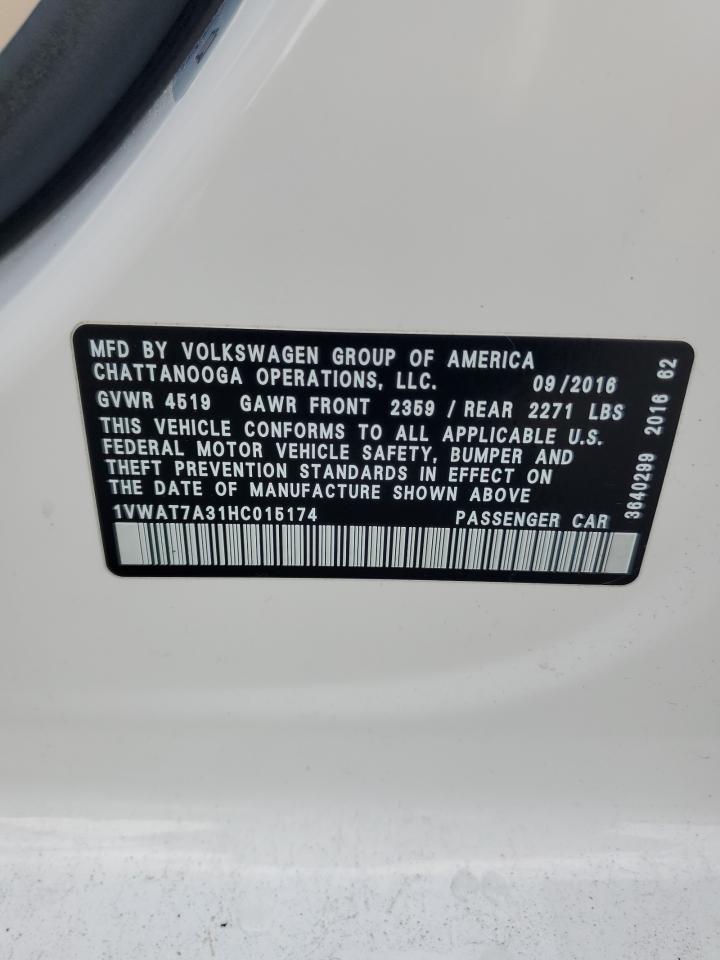 MFD BY VOLKSWAGEN GROUP OF AMERICA
CHATTANOOGA OPERATIONS, LLC. 09/2016
GVWR 4519 GAWR FRONT 2359 / REAR 2271 LBS
THIS VEHICLE CONFORMS TO ALL APPLICABLE U.S.
FEDERAL MOTOR VEHICLE SAFETY, BUMPER AND
THEFT PREVENTION STANDARDS IN EFFECT ON
THE DATE OF MANUFACTURE SHOWN ABOVE
1VWAT7A31HC015174 PASSENGER CAR
3640299 2016 62